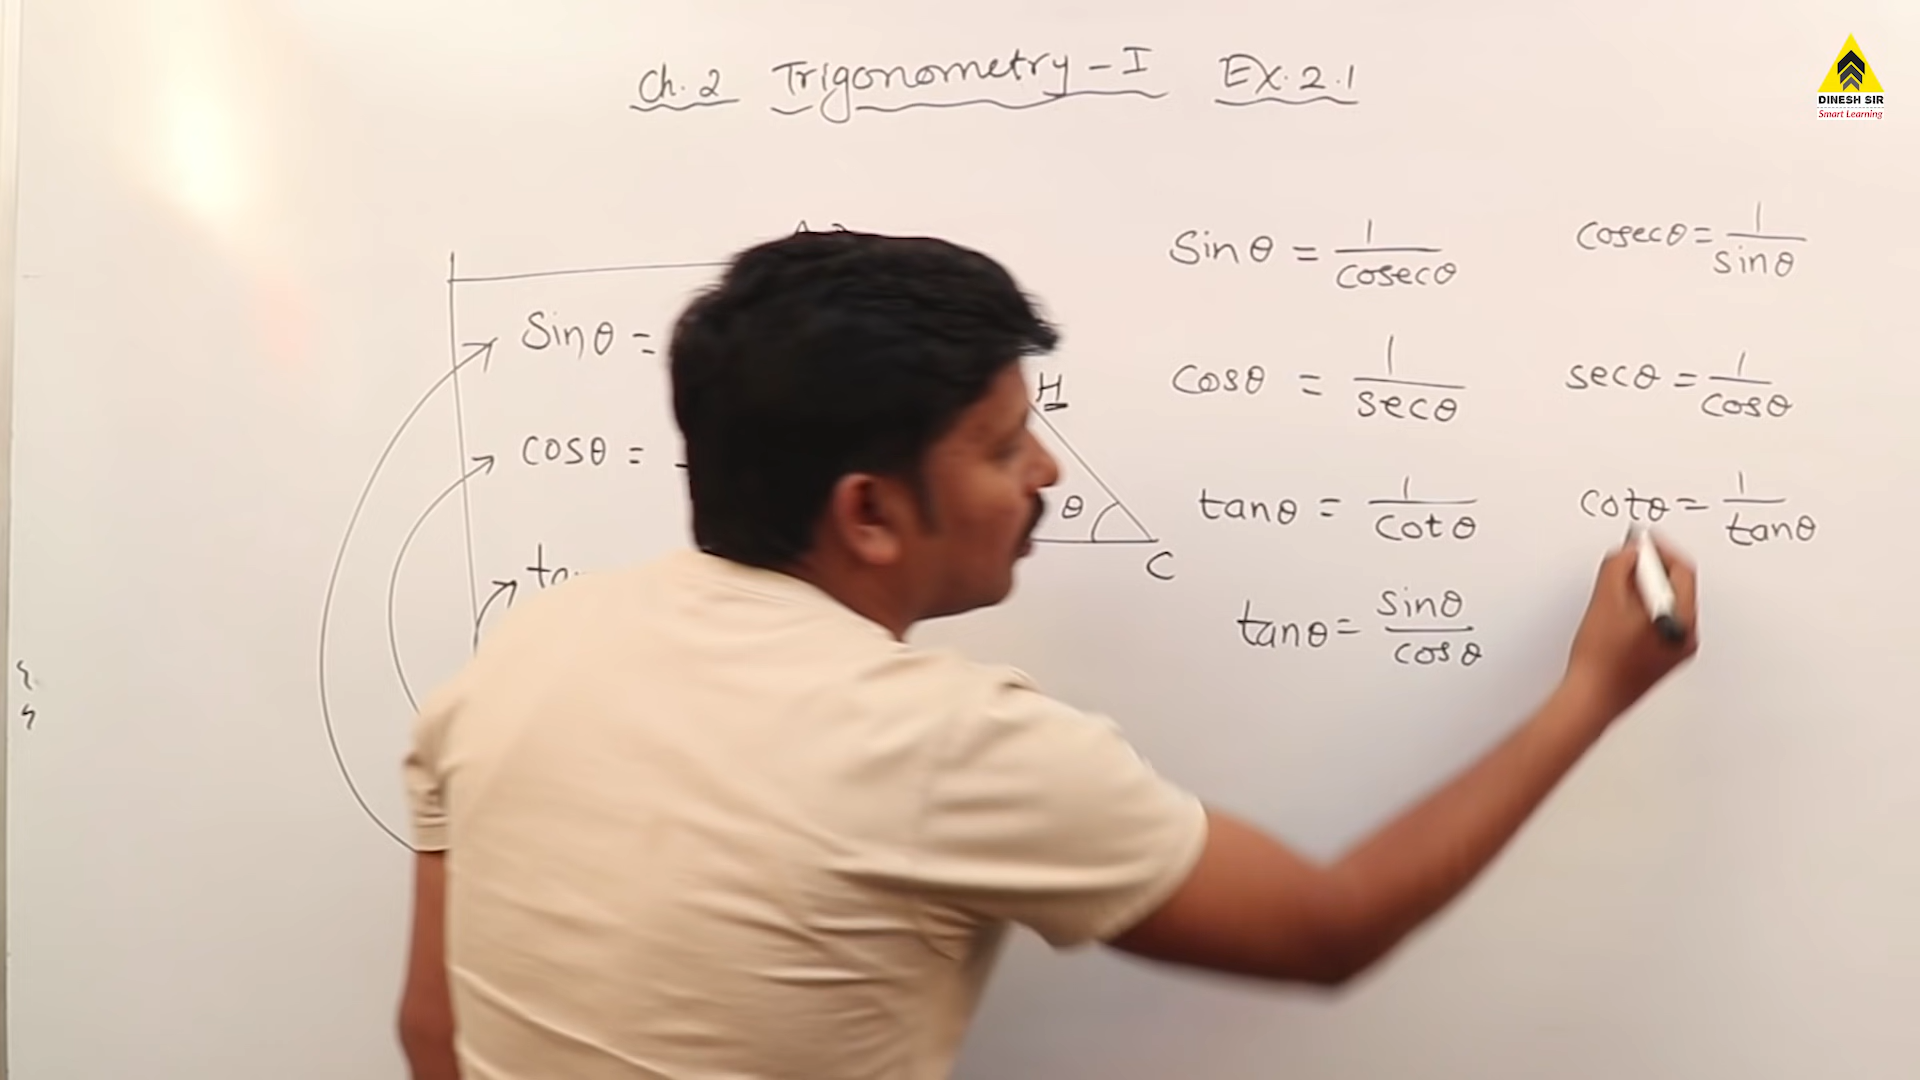 Ch. 2 Trigonometry - I Ex. 2.1
DINESH SIR
Smart Learning
Sinθ =
cosθ =
H
θ
C
Sinθ = 1/cosecθ
cosecθ = 1/sinθ
cosθ = 1/secθ
secθ = 1/cosθ
tanθ = 1/cotθ
cotθ = 1/tanθ
tanθ = sinθ/cosθ